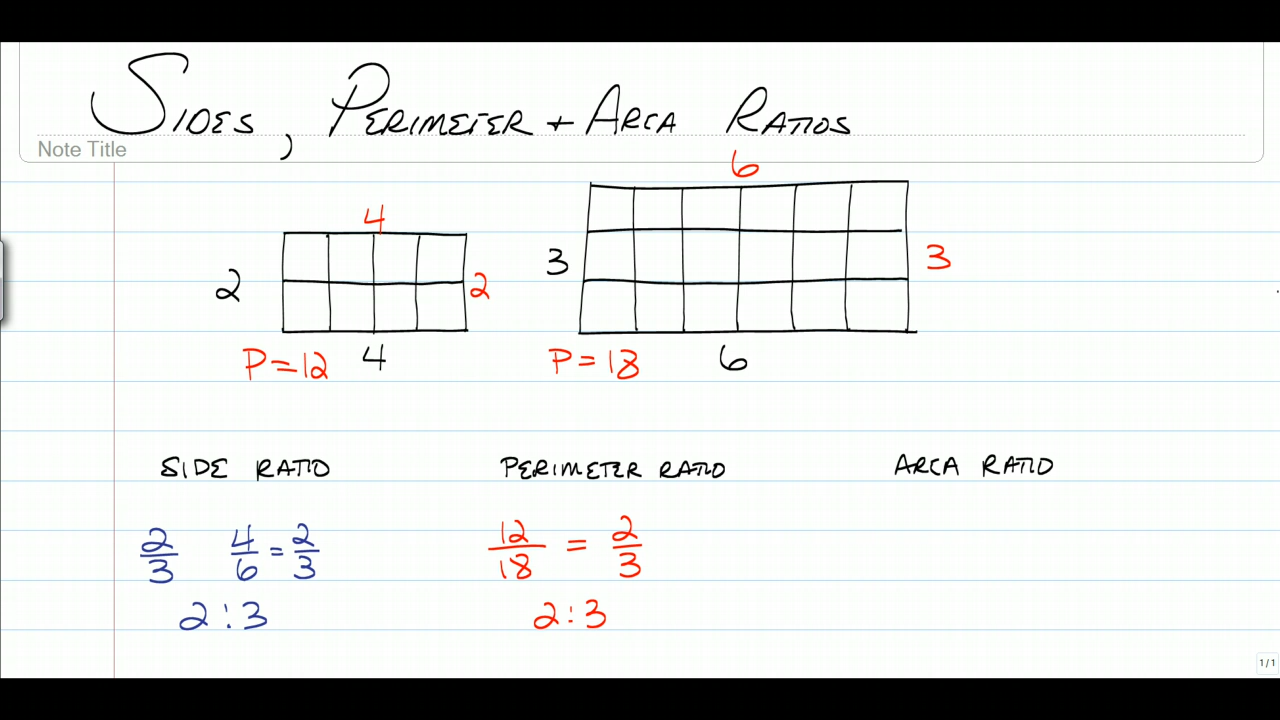 SIDES, PERIMETER + AREA RATIOS
Note Title
6
4
2
2
3
3
P=12
4
P=18
6
SIDE RATIO
PERIMETER RATIO
AREA RATIO
2/3 4/6 = 2/3
12/18 = 2/3
2:3
2:3
1/1